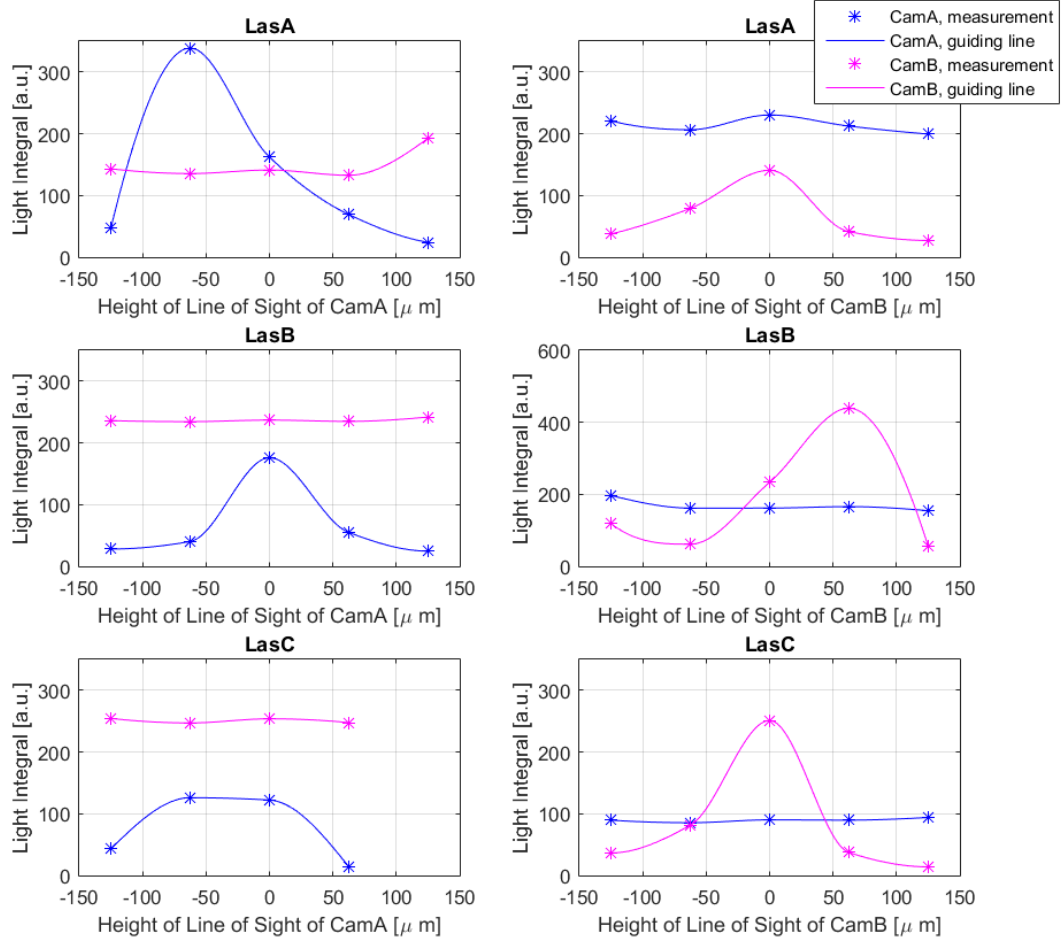 LasA
350
Light Integral [a.u.]
300
200
100
0
-150 -100 -50 0 50 100 150
Height of Line of Sight of CamA [μ m]
LasA
Light Integral [a.u.]
300
200
100
0
-150 -100 -50 0 50 100 150
Height of Line of Sight of CamB [μ m]
CamA, measurement
CamA, guiding line
CamB, measurement
CamB, guiding line
LasB
Light Integral [a.u.]
300
200
100
0
-150 -100 -50 0 50 100 150
Height of Line of Sight of CamA [μ m]
LasB
Light Integral [a.u.]
600
400
200
0
-150 -100 -50 0 50 100 150
Height of Line of Sight of CamB [μ m]
LasC
Light Integral [a.u.]
300
200
100
0
-150 -100 -50 0 50 100 150
Height of Line of Sight of CamA [μ m]
LasC
Light Integral [a.u.]
300
200
100
0
-150 -100 -50 0 50 100 150
Height of Line of Sight of CamB [μ m]